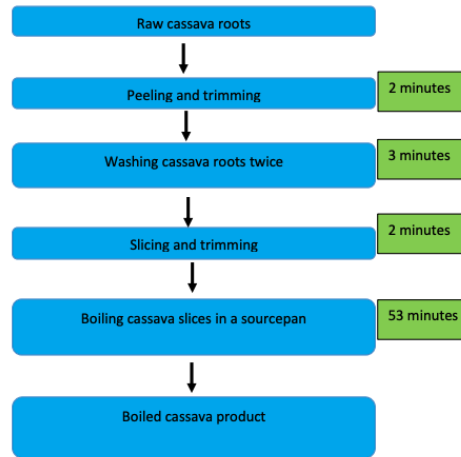 Raw cassava roots
Peeling and trimming
2 minutes
Washing cassava roots twice
3 minutes
Slicing and trimming
2 minutes
Boiling cassava slices in a sourcepan
53 minutes
Boiled cassava product